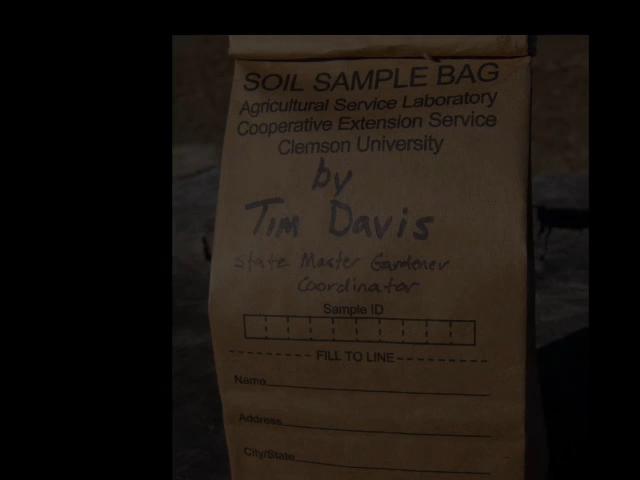 SOIL SAMPLE BAG
Agricultural Service Laboratory
Cooperative Extension Service
Clemson University
by
Tim Davis
State Master Gardener
Coordinator
Sample ID
FILL TO LINE
Name
Address
City/State